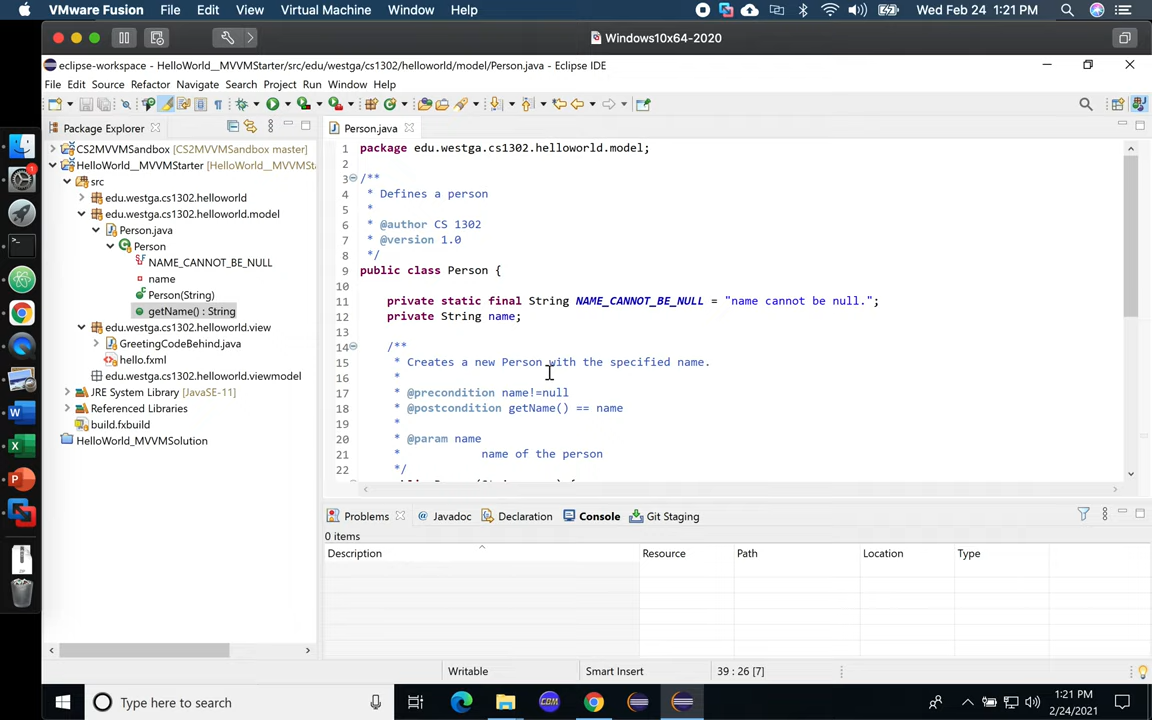 VMware Fusion File Edit View Virtual Machine Window Help Wed Feb 24 1:21 PM
Windows10x64-2020
eclipse-workspace - HelloWorld__MVVMStarter/src/edu/westga/cs1302/helloworld/model/Person.java - Eclipse IDE
File Edit Source Refactor Navigate Search Project Run Window Help
Package Explorer
CS2MVVMSandbox [CS2MVVMSandbox master]
HelloWorld__MVVMStarter [HelloWorld__MVVMSta
src
edu.westga.cs1302.helloworld
edu.westga.cs1302.helloworld.model
Person.java
Person
NAME_CANNOT_BE_NULL
name
Person(String)
getName() : String
edu.westga.cs1302.helloworld.view
GreetingCodeBehind.java
hello.fxml
edu.westga.cs1302.helloworld.viewmodel
JRE System Library [JavaSE-11]
Referenced Libraries
build.fxbuild
HelloWorld_MVVMSolution
Person.java
1 package edu.westga.cs1302.helloworld.model;
2
3 /**
4 * Defines a person
5 *
6 * @author CS 1302
7 * @version 1.0
8 */
9 public class Person {
10
11 private static final String NAME_CANNOT_BE_NULL = "name cannot be null.";
12 private String name;
13
14 /**
15 * Creates a new Person with the specified name.
16 *
17 * @precondition name!=null
18 * @postcondition getName() == name
19 *
20 * @param name
21 * name of the person
22 */
Problems @ Javadoc Declaration Console Git Staging
0 items
Description Resource Path Location Type
Writable Smart Insert 39 : 26 [7]
Type here to search
1:21 PM
2/24/2021